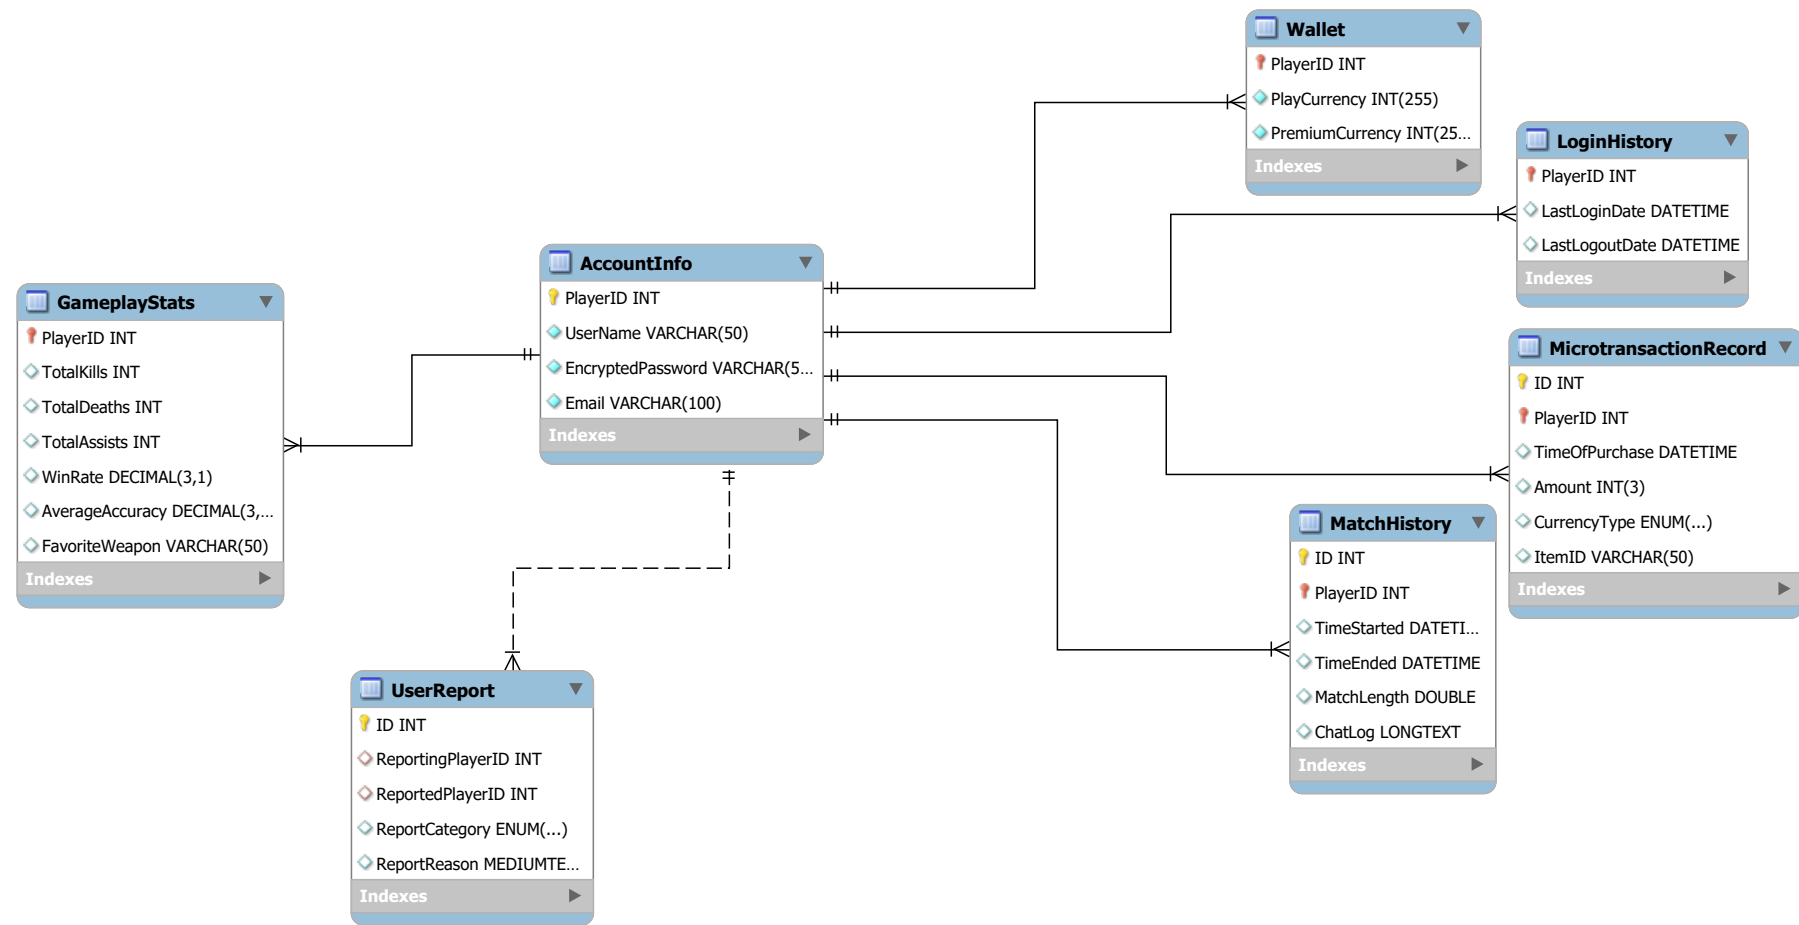 Wallet
PlayerID INT
PlayCurrency INT(255)
PremiumCurrency INT(25...
Indexes
LoginHistory
PlayerID INT
LastLoginDate DATETIME
LastLogoutDate DATETIME
Indexes
AccountInfo
PlayerID INT
UserName VARCHAR(50)
EncryptedPassword VARCHAR(5...
Email VARCHAR(100)
Indexes
GameplayStats
PlayerID INT
TotalKills INT
TotalDeaths INT
TotalAssists INT
WinRate DECIMAL(3,1)
AverageAccuracy DECIMAL(3,...
FavoriteWeapon VARCHAR(50)
Indexes
MicrotransactionRecord
ID INT
PlayerID INT
TimeOfPurchase DATETIME
Amount INT(3)
CurrencyType ENUM(...)
ItemID VARCHAR(50)
Indexes
MatchHistory
ID INT
PlayerID INT
TimeStarted DATETI...
TimeEnded DATETIME
MatchLength DOUBLE
ChatLog LONGTEXT
Indexes
UserReport
ID INT
ReportingPlayerID INT
ReportedPlayerID INT
ReportCategory ENUM(...)
ReportReason MEDIUMTE...
Indexes